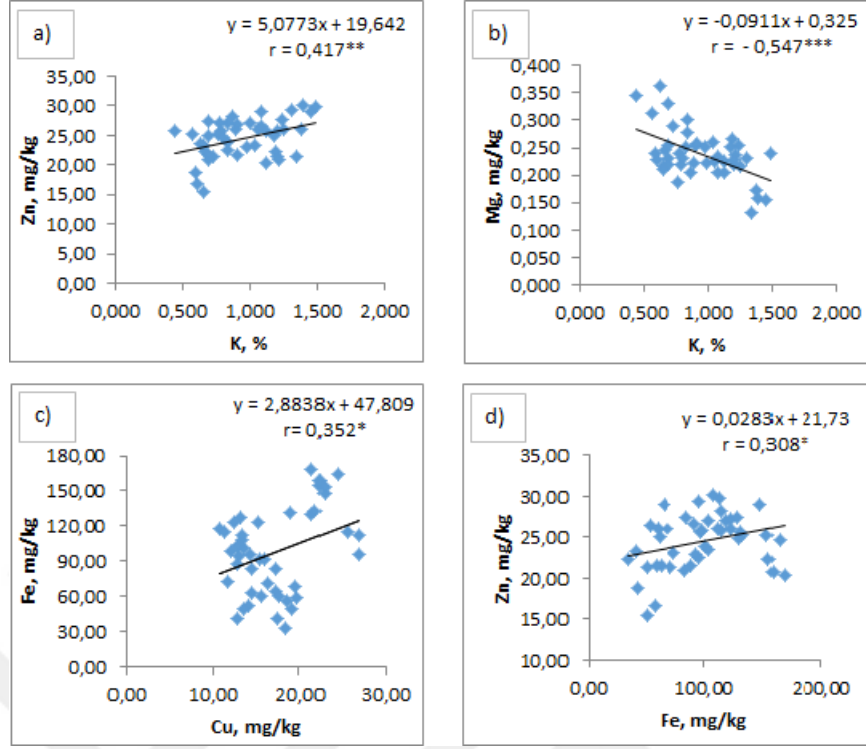 a)
y = 5,0773x + 19,642
r = 0,417**
35,00
30,00
25,00
20,00
15,00
10,00
5,00
0,00
Zn, mg/kg
0,000 0,500 1,000 1,500 2,000
K, %
b)
y = -0,0911x + 0,325
r = - 0,547***
0,400
0,350
0,300
0,250
0,200
0,150
0,100
0,050
0,000
Mg, mg/kg
0,000 0,500 1,000 1,500 2,000
K, %
c)
y = 2,8838x + 47,809
r= 0,352*
180,00
150,00
120,00
90,00
60,00
30,00
0,00
Fe, mg/kg
0,00 10,00 20,00 30,00
Cu, mg/kg
d)
y = 0,0283x + 21,73
r = 0,308*
35,00
30,00
25,00
20,00
15,00
10,00
Zn, mg/kg
0,00 100,00 200,00
Fe, mg/kg